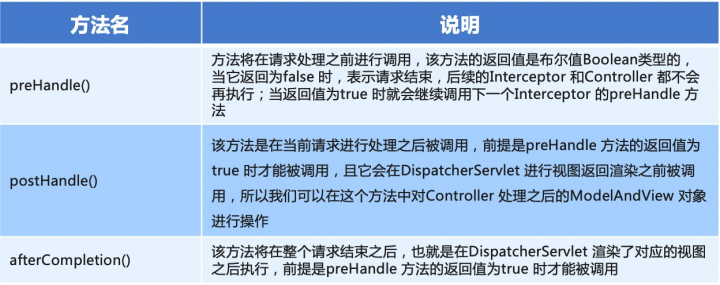 方法名
说明
preHandle()
方法将在请求处理之前进行调用，该方法的返回值是布尔值Boolean类型的，
当它返回为false 时，表示请求结束，后续的Interceptor 和Controller 都不会
再执行；当返回值为true 时就会继续调用下一个Interceptor 的preHandle 方
法
postHandle()
该方法是在当前请求进行处理之后被调用，前提是preHandle 方法的返回值为
true 时才能被调用，且它会在DispatcherServlet 进行视图返回渲染之前被调
用，所以我们可以在这个方法中对Controller 处理之后的ModelAndView 对象
进行操作
afterCompletion()
该方法将在整个请求结束之后，也就是在DispatcherServlet 渲染了对应的视图
之后执行，前提是preHandle 方法的返回值为true 时才能被调用